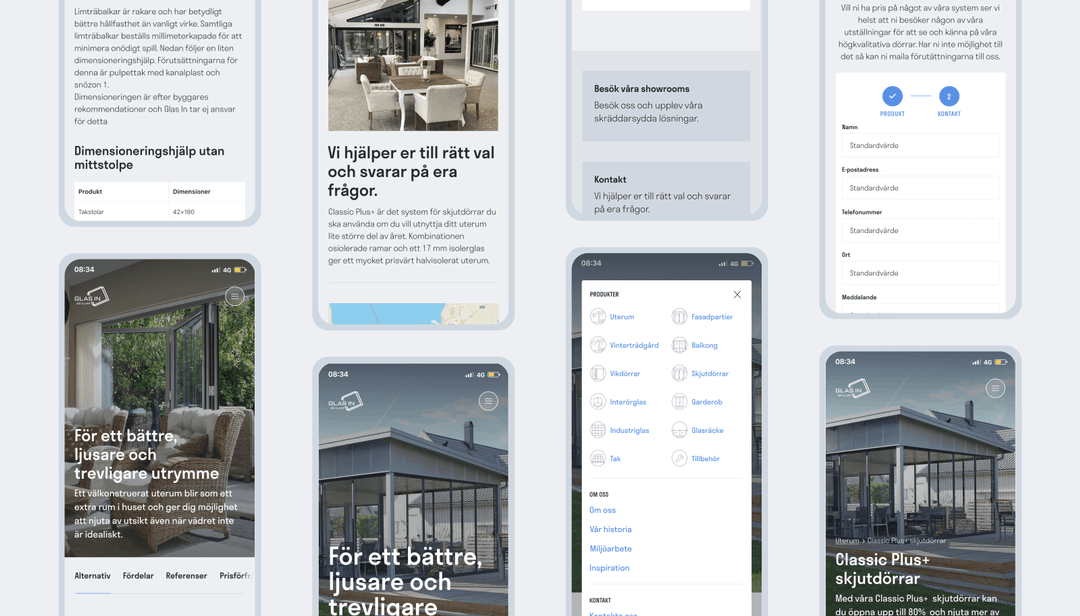 Limträbalkar är rakare och har betydligt
bättre hållfasthet än vanligt virke. Samtliga
limträbalkar beställs millimeterkapade för att
minimera onödigt spill. Nedan följer en liten
dimensioneringshjälp. Förutsättningarna för
denna är pulpettak med kanalplast och
snözon 1.
Dimensioneringen är efter byggares
rekommendationer och Glas In tar ej ansvar
för detta
Dimensioneringshjälp utan
mittstolpe
Produkt Dimensioner
Takstolar 42×180
08:34 4G
GLAS IN
För ett bättre,
ljusare och
trevligare utrymme
Ett välkonstruerat uterum blir som ett
extra rum i huset och ger dig möjlighet
att njuta av utsikt även när vädret inte
är idealiskt.
Alternativ Fördelar Referenser Prisförfr
Vi hjälper er till rätt val
och svarar på era
frågor.
Classic Plus+ är det system för skjutdörrar du
ska använda om du vill utnyttja ditt uterum
lite större del av året. Kombinationen
osiolerade ramar och ett 17 mm isolerglas
ger ett mycket prisvärt halvisolerat uterum.
08:34 4G
GLAS IN
För ett bättre,
ljusare och
trevligare
Besök våra showrooms
Besök oss och upplev våra
skräddarsydda lösningar.
Kontakt
Vi hjälper er till rätt val och svarar
på era frågor.
08:34 4G
PRODUKTER
Uterum Fasadpartier
Vinterträdgård Balkong
Vikdörrar Skjutdörrar
Interörglas Garderob
Industriglas Glasräcke
Tak Tillbehör
OM OSS
Om oss
Vår historia
Miljöarbete
Inspiration
KONTAKT
Kontakta oss
Vill ni ha pris på något av våra system ser vi
helst att ni besöker någon av våra
utställningar för att se och känna på våra
högkvalitativa dörrar. Har ni inte möjlighet till
det så kan ni maila förutättningarna till oss.
2
PRODUKT KONTAKT
Namn
Standardvärde
E-postadress
Standardvärde
Telefonummer
Standardvärde
Ort
Standardvärde
Meddelande
08:34 4G
GLAS IN
Uterum > Classic Plus+ skjutdörrar
Classic Plus+
skjutdörrar
Med våra Classic Plus+ skjutdörrar kan
du öppna upp till 80% och njuta mer av